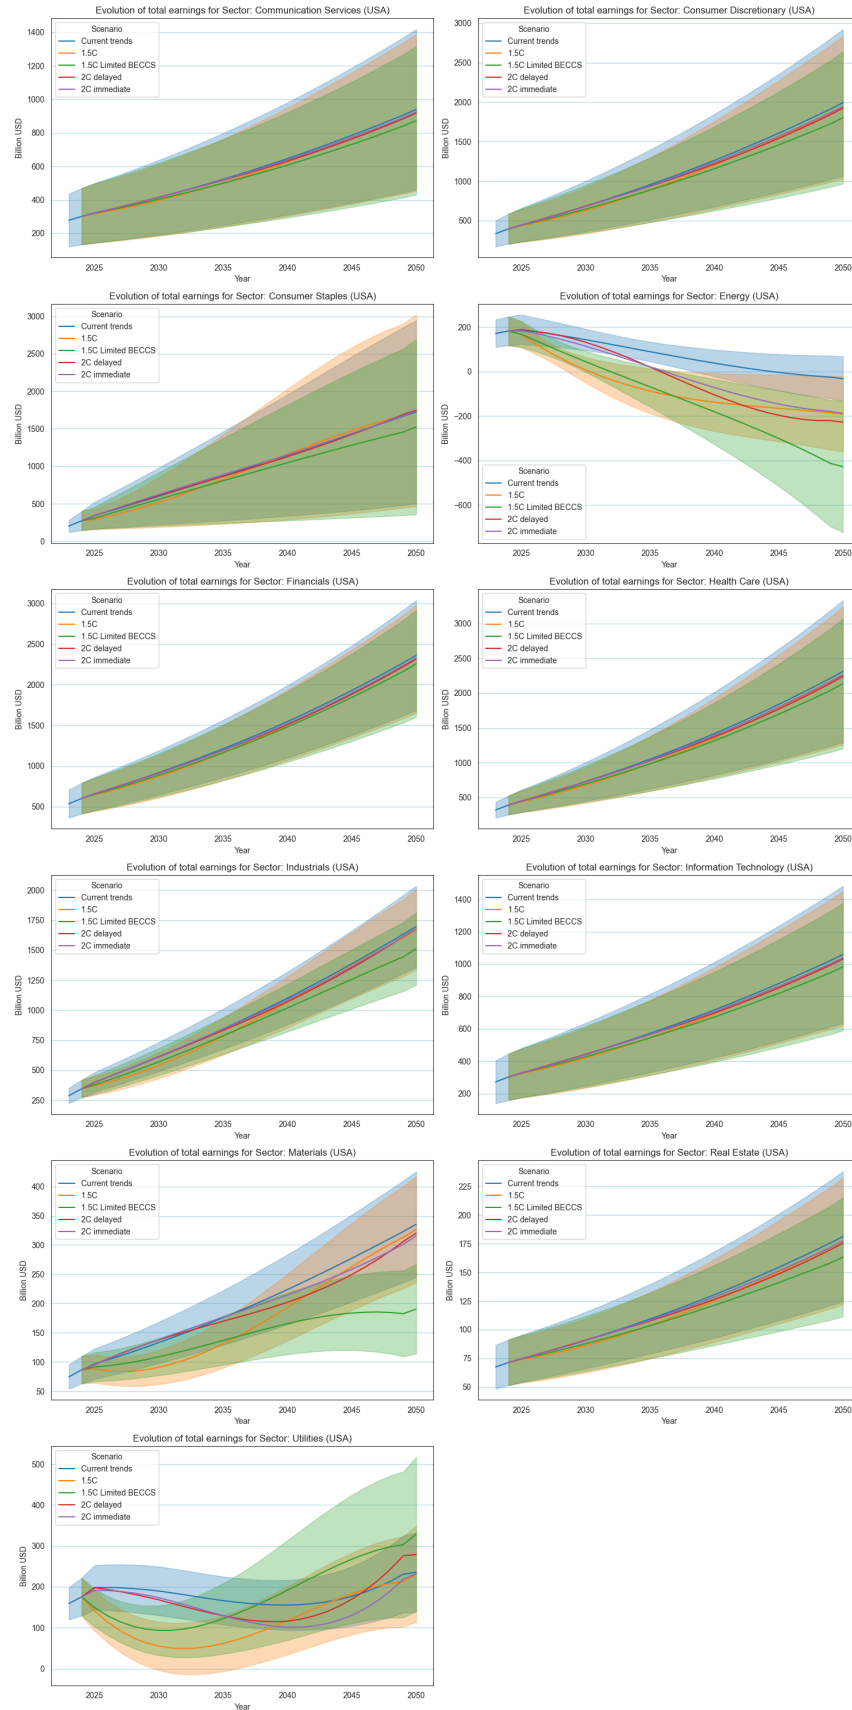 Evolution of total earnings for Sector: Communication Services (USA)
Scenario
Current trends
1.5C
1.5C Limited BECCS
2C delayed
2C immediate
Billion USD
1400
1200
1000
800
600
400
200
2025 2030 2035 2040 2045 2050
Year
Evolution of total earnings for Sector: Consumer Discretionary (USA)
Scenario
Current trends
1.5C
1.5C Limited BECCS
2C delayed
2C immediate
Billion USD
3000
2500
2000
1500
1000
500
2025 2030 2035 2040 2045 2050
Year
Evolution of total earnings for Sector: Consumer Staples (USA)
Scenario
Current trends
1.5C
1.5C Limited BECCS
2C delayed
2C immediate
Billion USD
3000
2500
2000
1500
1000
500
0
2025 2030 2035 2040 2045 2050
Year
Evolution of total earnings for Sector: Energy (USA)
Billion USD
200
0
−200
−400
−600
Scenario
Current trends
1.5C
1.5C Limited BECCS
2C delayed
2C immediate
2025 2030 2035 2040 2045 2050
Year
Evolution of total earnings for Sector: Financials (USA)
Scenario
Current trends
1.5C
1.5C Limited BECCS
2C delayed
2C immediate
Billion USD
3000
2500
2000
1500
1000
500
2025 2030 2035 2040 2045 2050
Year
Evolution of total earnings for Sector: Health Care (USA)
Scenario
Current trends
1.5C
1.5C Limited BECCS
2C delayed
2C immediate
Billion USD
3000
2500
2000
1500
1000
500
2025 2030 2035 2040 2045 2050
Year
Evolution of total earnings for Sector: Industrials (USA)
Scenario
Current trends
1.5C
1.5C Limited BECCS
2C delayed
2C immediate
Billion USD
2000
1750
1500
1250
1000
750
500
250
2025 2030 2035 2040 2045 2050
Year
Evolution of total earnings for Sector: Information Technology (USA)
Scenario
Current trends
1.5C
1.5C Limited BECCS
2C delayed
2C immediate
Billion USD
1400
1200
1000
800
600
400
200
2025 2030 2035 2040 2045 2050
Year
Evolution of total earnings for Sector: Materials (USA)
Scenario
Current trends
1.5C
1.5C Limited BECCS
2C delayed
2C immediate
Billion USD
400
350
300
250
200
150
100
50
2025 2030 2035 2040 2045 2050
Year
Evolution of total earnings for Sector: Real Estate (USA)
Scenario
Current trends
1.5C
1.5C Limited BECCS
2C delayed
2C immediate
Billion USD
225
200
175
150
125
100
75
50
2025 2030 2035 2040 2045 2050
Year
Evolution of total earnings for Sector: Utilities (USA)
Scenario
Current trends
1.5C
1.5C Limited BECCS
2C delayed
2C immediate
Billion USD
500
400
300
200
100
0
2025 2030 2035 2040 2045 2050
Year